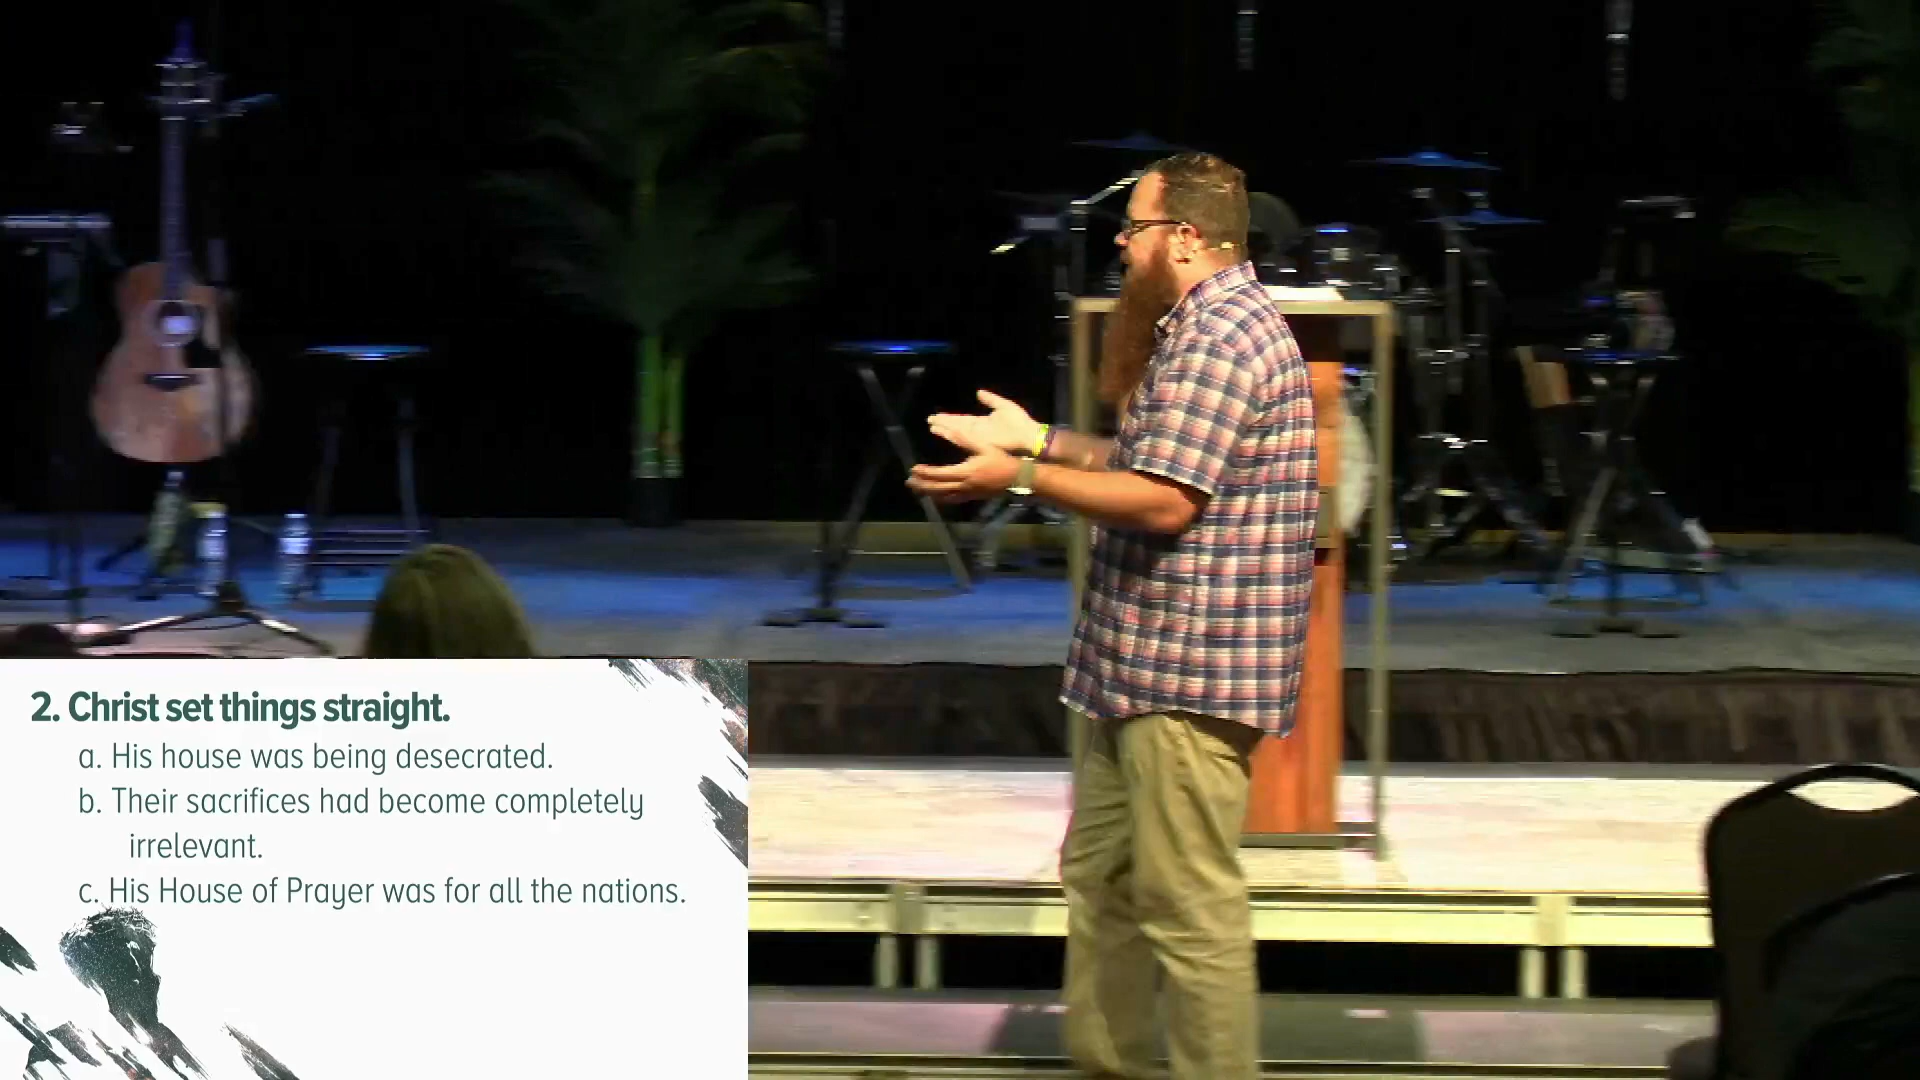 2. Christ set things straight.
a. His house was being desecrated.
b. Their sacrifices had become completely
irrelevant.
c. His House of Prayer was for all the nations.